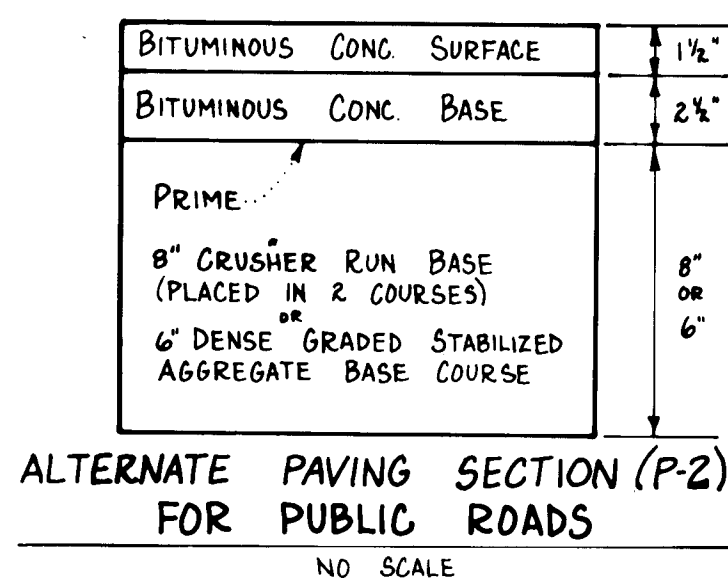 BITUMINOUS CONC. SURFACE
1½"
BITUMINOUS CONC. BASE
2½"
PRIME
8" CRUSHER RUN BASE
(PLACED IN 2 COURSES)
OR
6" DENSE GRADED STABILIZED
AGGREGATE BASE COURSE
8"
OR
6"
ALTERNATE PAVING SECTION (P-2)
FOR PUBLIC ROADS
NO SCALE